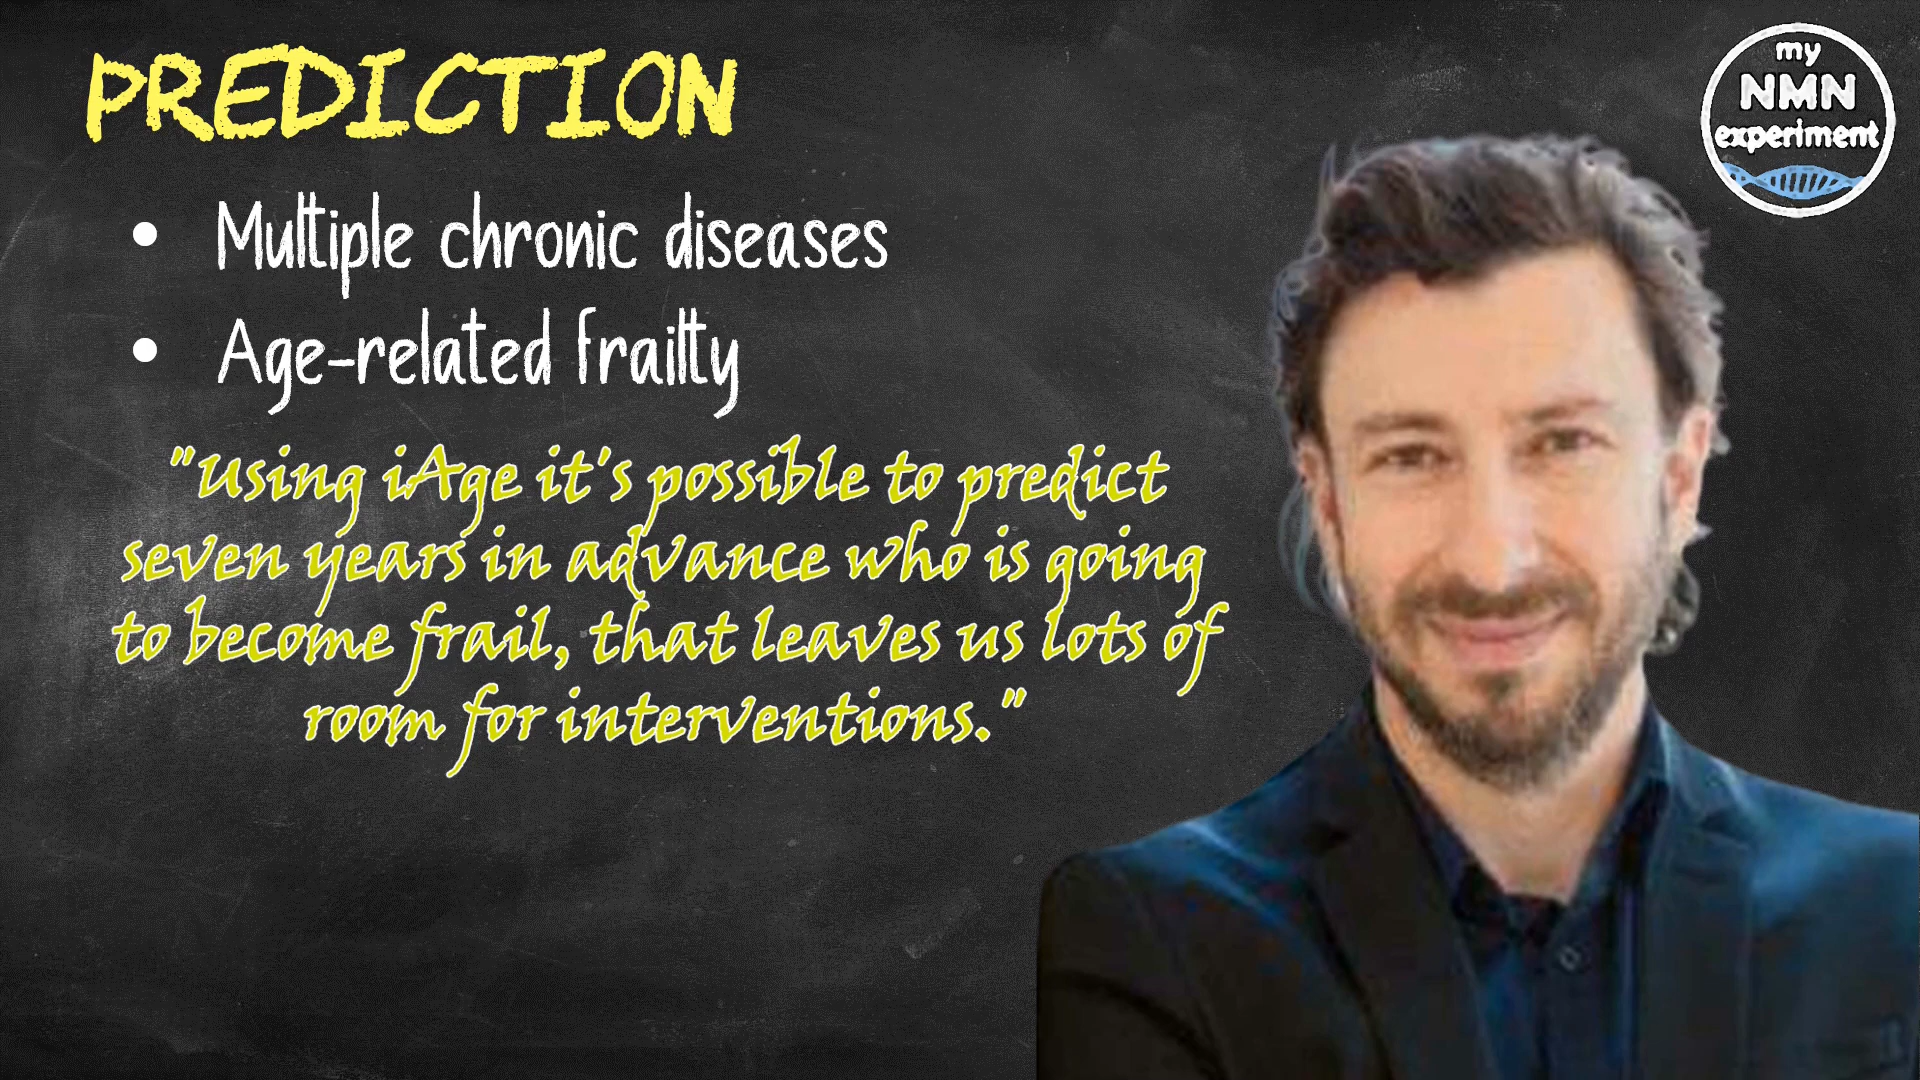 PREDICTION
my
NMN
experiment
• Multiple chronic diseases
• Age-related frailty
"Using iAge it's possible to predict
seven years in advance who is going
to become frail, that leaves us lots of
room for interventions."